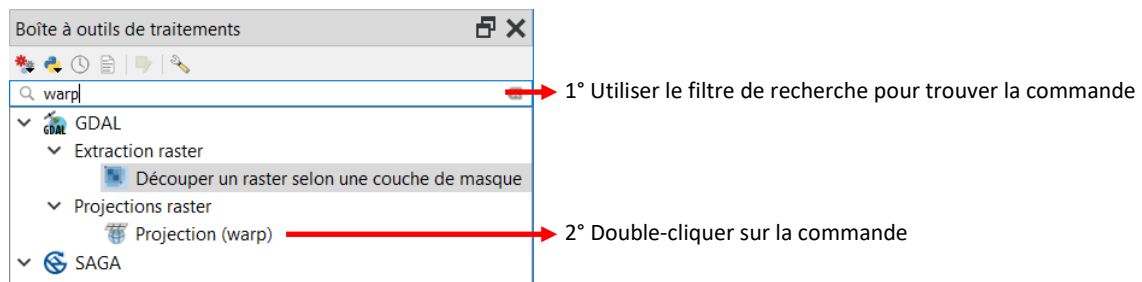 Boîte à outils de traitements
warp
1° Utiliser le filtre de recherche pour trouver la commande
GDAL
GDAL
Extraction raster
Découper un raster selon une couche de masque
Projections raster
Projection (warp)
2° Double-cliquer sur la commande
SAGA